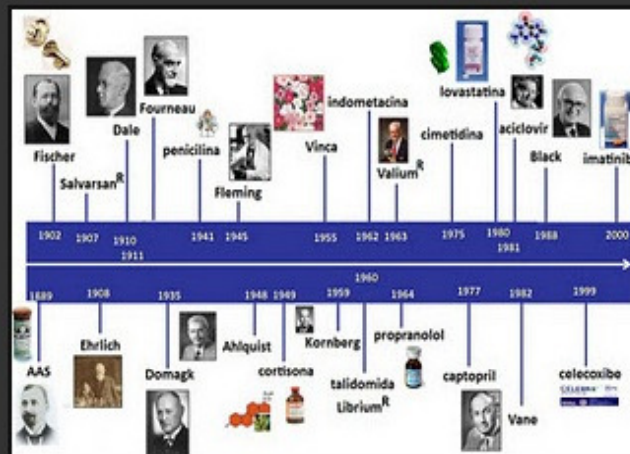 Fischer
Salvarsan R
Dale
Fourneau
penicilina
Fleming
Vinca
indometacina
Valium R
cimetidina
lovastatina
aciclovir
Black
imatinib
1902 1907 1910 1911 1941 1945 1955 1962 1963 1975 1980 1981 1988 2000
1889 1908 1935 1948 1949 1959 1960 1964 1977 1982 1999
AAS
Ehrlich
Domagk
Ahlquist
cortisona
Kornberg
talidomida
Librium R
propranolol
captopril
Vane
celecoxibe